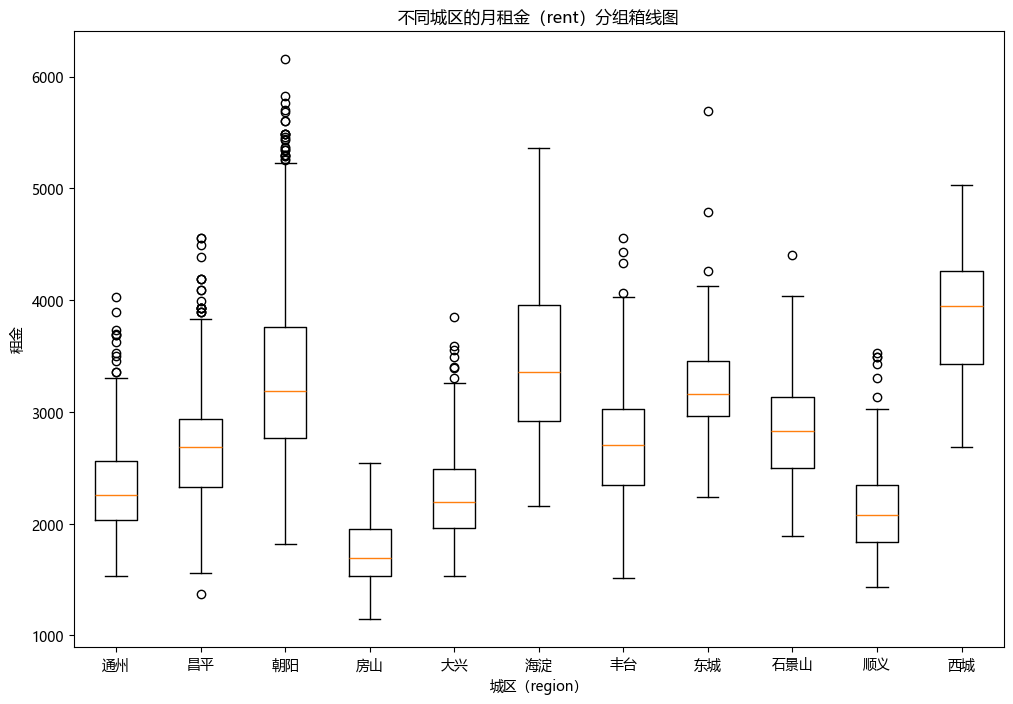 不同城区的月租金（rent）分组箱线图
租金
6000
5000
4000
3000
2000
1000
通州 昌平 朝阳 房山 大兴 海淀 丰台 东城 石景山 顺义 西城
城区（region）